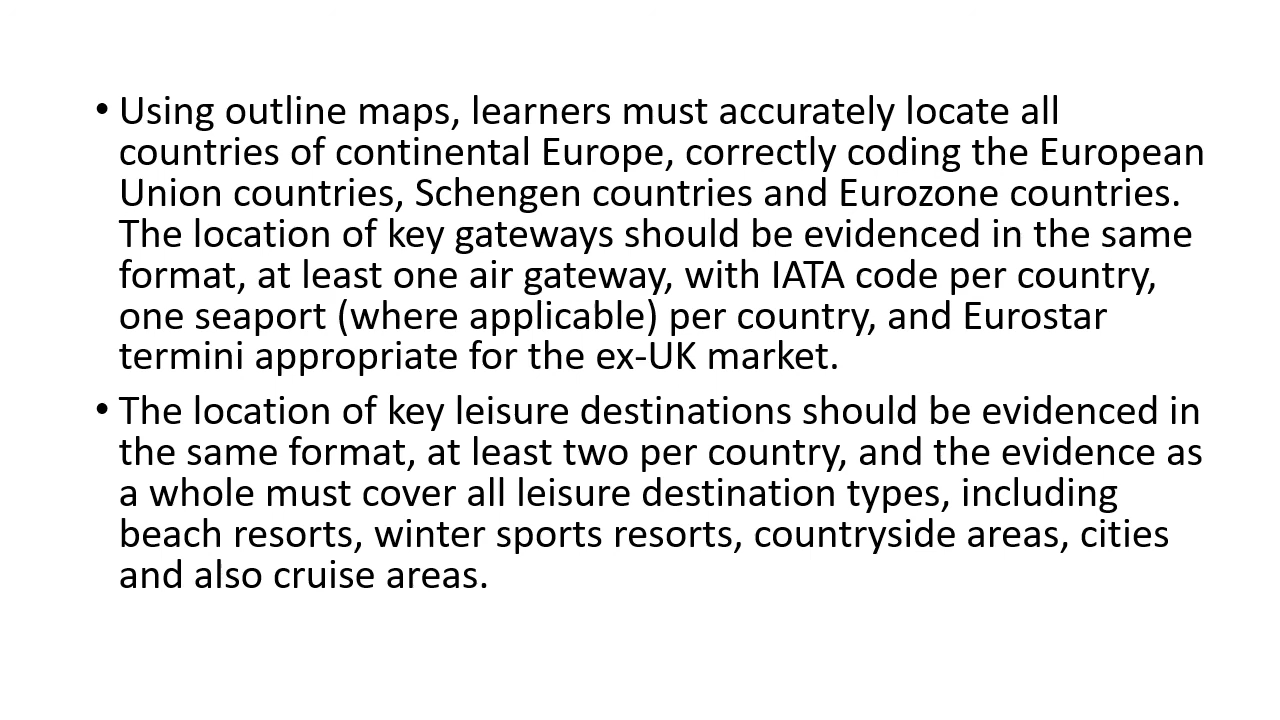 • Using outline maps, learners must accurately locate all
countries of continental Europe, correctly coding the European
Union countries, Schengen countries and Eurozone countries.
The location of key gateways should be evidenced in the same
format, at least one air gateway, with IATA code per country,
one seaport (where applicable) per country, and Eurostar
termini appropriate for the ex-UK market.
• The location of key leisure destinations should be evidenced in
the same format, at least two per country, and the evidence as
a whole must cover all leisure destination types, including
beach resorts, winter sports resorts, countryside areas, cities
and also cruise areas.